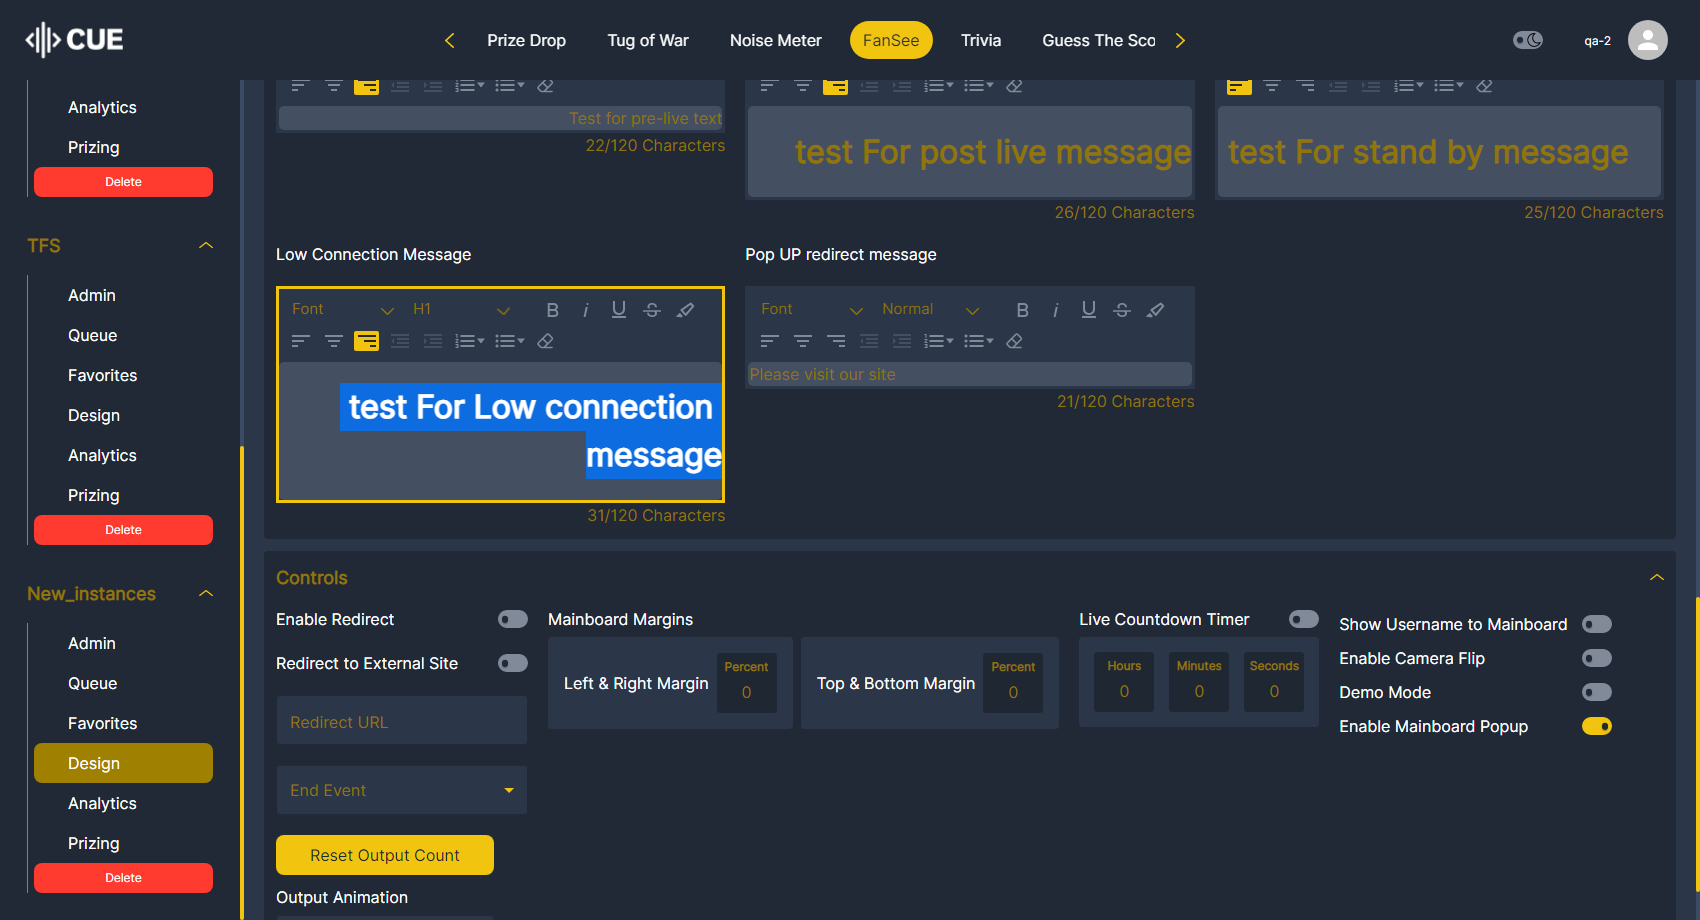 CUE
Prize Drop
Tug of War
Noise Meter
FanSee
Trivia
Guess The Sco
qa-2
Analytics
Prizing
Delete
TFS
Admin
Queue
Favorites
Design
Analytics
Prizing
Delete
New_instances
Admin
Queue
Favorites
Design
Analytics
Prizing
Delete
Test for pre-live text
22/120 Characters
test For post live message
26/120 Characters
test For stand by message
25/120 Characters
Low Connection Message
Font
H1
B
i
U
S
test For Low connection
message
31/120 Characters
Pop UP redirect message
Font
Normal
B
i
U
S
Please visit our site
21/120 Characters
Controls
Enable Redirect
Redirect to External Site
Redirect URL
End Event
Reset Output Count
Output Animation
Mainboard Margins
Left & Right Margin
Percent
0
Top & Bottom Margin
Percent
0
Live Countdown Timer
Hours
0
Minutes
0
Seconds
0
Show Username to Mainboard
Enable Camera Flip
Demo Mode
Enable Mainboard Popup